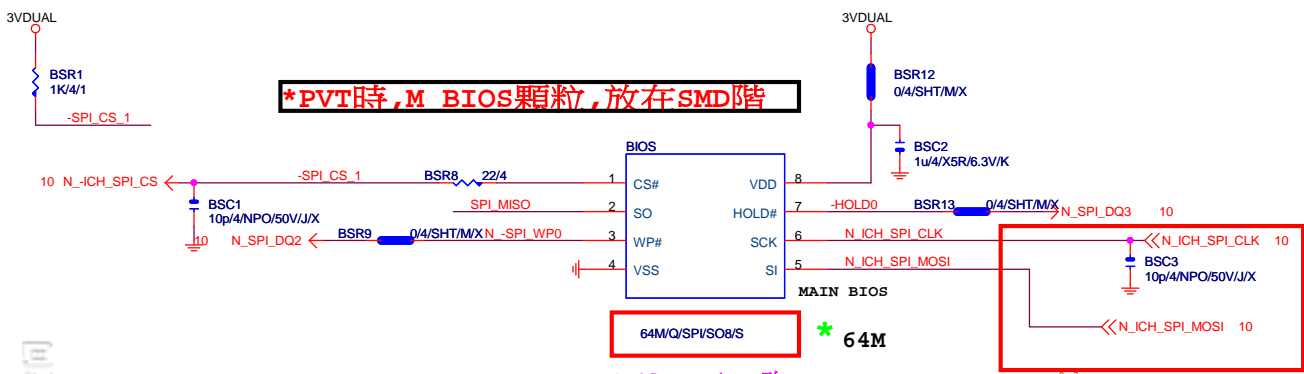 3VDUAL
BSR1
1K/4/1
-SPI_CS_1
*PVT時,M BIOS顆粒,放在SMD階
3VDUAL
BSR12
0/4/SHT/M/X
BSC2
1u/4/X5R/6.3V/K
BIOS
10 N_-ICH_SPI_CS
-SPI_CS_1
BSR8
22/4
1
CS#
VDD
8
BSC1
10p/4/NPO/50V/J/X
SPI_MISO
2
SO
HOLD#
7
-HOLD0
BSR13
0/4/SHT/M/X
N_SPI_DQ3
10
10
N_SPI_DQ2
BSR9
0/4/SHT/M/X
N_-SPI_WP0
3
WP#
SCK
6
N_ICH_SPI_CLK
N_ICH_SPI_CLK
10
4
VSS
SI
5
N_ICH_SPI_MOSI
BSC3
10p/4/NPO/50V/J/X
MAIN BIOS
64M/Q/SPI/SO8/S
* 64M
N_ICH_SPI_MOSI
10